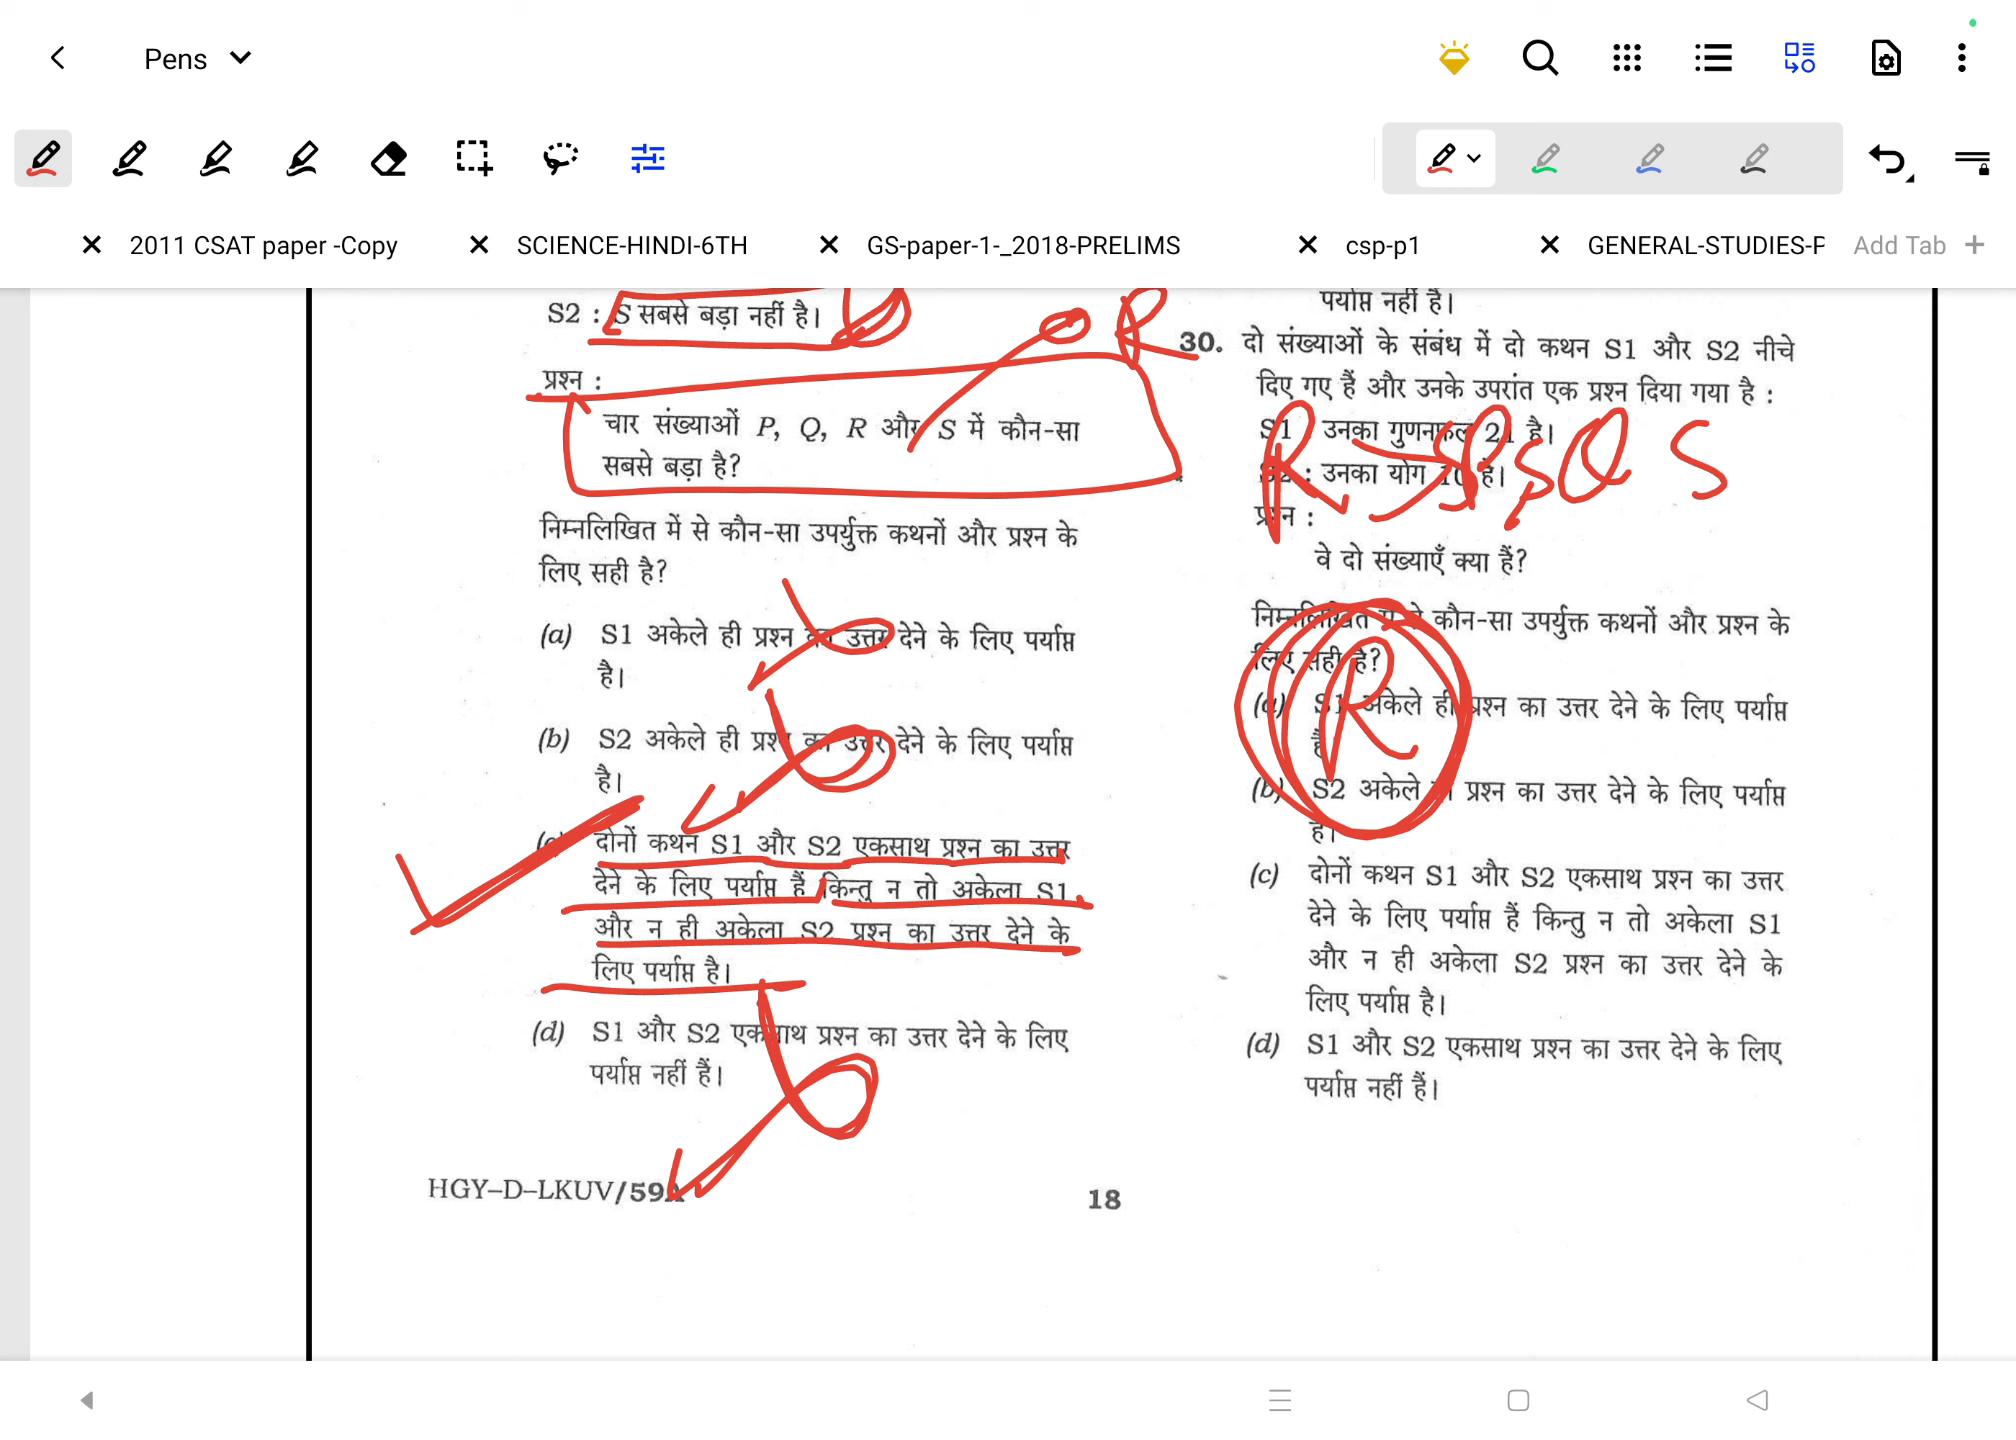 Pens
2011 CSAT paper -Copy
SCIENCE-HINDI-6TH
GS-paper-1-_2018-PRELIMS
csp-p1
GENERAL-STUDIES-P
Add Tab +
S2 : S सबसे बड़ा नहीं है।
प्रश्न :
चार संख्याओं P, Q, R और S में कौन-सा
सबसे बड़ा है?
निम्नलिखित में से कौन-सा उपर्युक्त कथनों और प्रश्न के
लिए सही है?
(a) S1 अकेले ही प्रश्न का उत्तर देने के लिए पर्याप्त
है।
(b) S2 अकेले ही प्रश्न का उत्तर देने के लिए पर्याप्त
है।
(c) दोनों कथन S1 और S2 एकसाथ प्रश्न का उत्तर
देने के लिए पर्याप्त हैं किन्तु न तो अकेला S1
और न ही अकेला S2 प्रश्न का उत्तर देने के
लिए पर्याप्त है।
(d) S1 और S2 एकसाथ प्रश्न का उत्तर देने के लिए
पर्याप्त नहीं हैं।
R
पर्याप्त नहीं है।
30. दो संख्याओं के संबंध में दो कथन S1 और S2 नीचे
दिए गए हैं और उनके उपरांत एक प्रश्न दिया गया है :
S1 : उनका गुणनफल 21 है।
S2 : उनका योग 10 है।
R > P, Q S
प्रश्न :
वे दो संख्याएँ क्या हैं?
निम्नलिखित में से कौन-सा उपर्युक्त कथनों और प्रश्न के
लिए सही है?
R
(a) S1 अकेले ही प्रश्न का उत्तर देने के लिए पर्याप्त
है।
(b) S2 अकेले ही प्रश्न का उत्तर देने के लिए पर्याप्त
है।
(c) दोनों कथन S1 और S2 एकसाथ प्रश्न का उत्तर
देने के लिए पर्याप्त हैं किन्तु न तो अकेला S1
और न ही अकेला S2 प्रश्न का उत्तर देने के
लिए पर्याप्त है।
(d) S1 और S2 एकसाथ प्रश्न का उत्तर देने के लिए
पर्याप्त नहीं हैं।
HGY–D–LKUV/59A
18